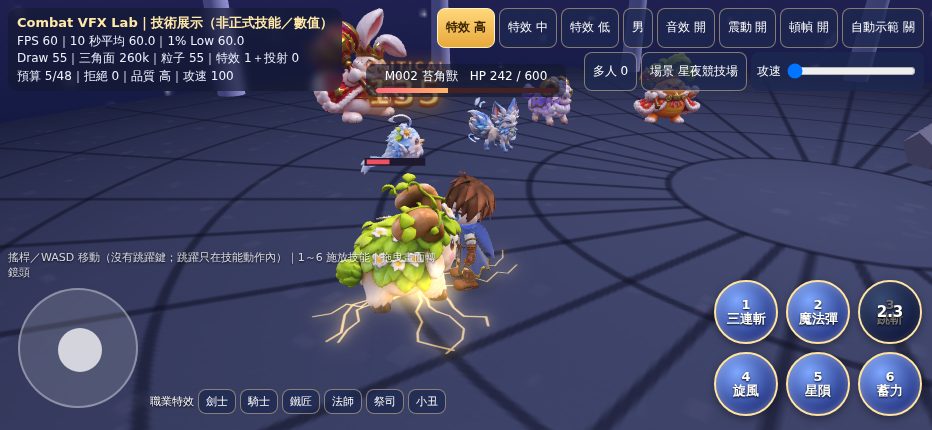 Combat VFX Lab｜技術展示（非正式技能／數值）
FPS 60｜10 秒平均 60.0｜1% Low 60.0
Draw 55｜三角面 260k｜粒子 55｜特效 1＋投射 0
預算 5/48｜拒絕 0｜品質 高｜攻速 100
特效 高
特效 中
特效 低
男
音效 開
震動 開
頓幀 開
自動示範 關
多人 0
場景 星夜競技場
攻速
M002 苔角獸 HP 242 / 600
搖桿／WASD 移動（沒有跳躍鍵；跳躍只在技能動作內）｜1～6 施放技能｜拖曳畫面轉
鏡頭
1
三連斬
2
魔法彈
3
2.3
4
旋風
5
星隕
6
蓄力
職業特效
劍士
騎士
鐵匠
法師
祭司
小丑